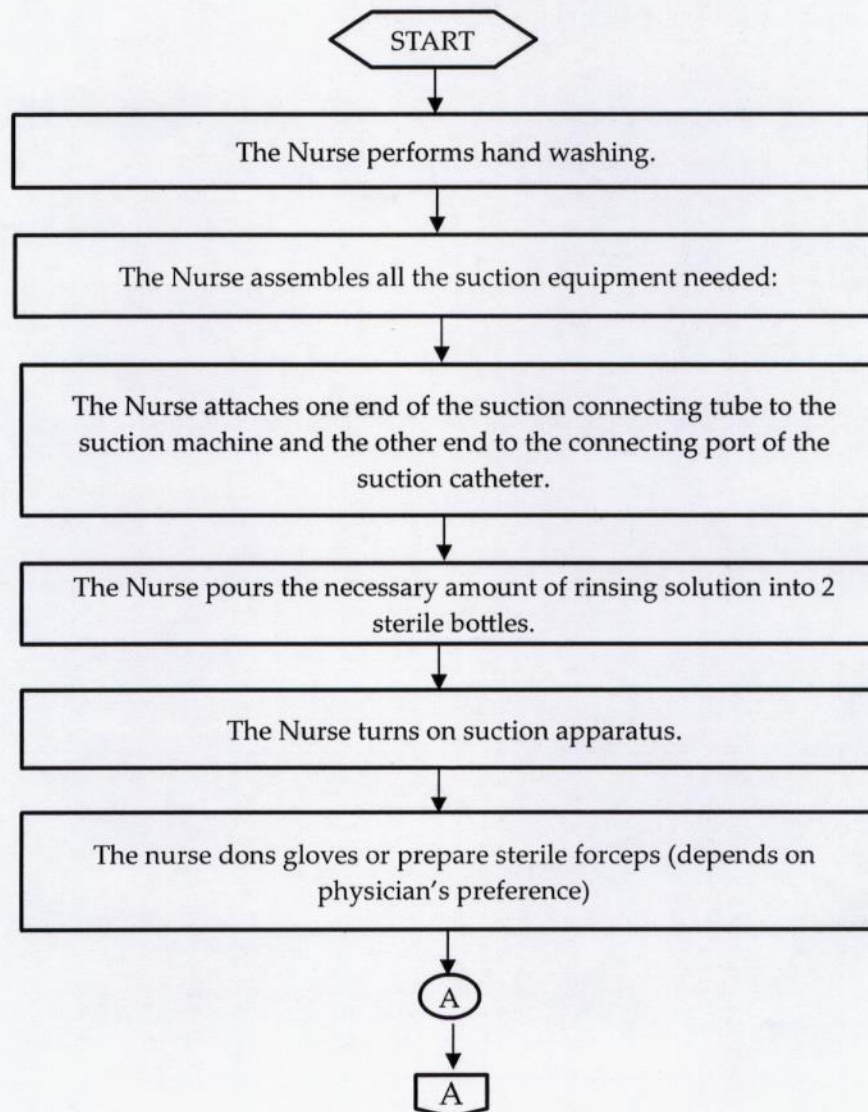 START
The Nurse performs hand washing.
The Nurse assembles all the suction equipment needed:
The Nurse attaches one end of the suction connecting tube to the
suction machine and the other end to the connecting port of the
suction catheter.
The Nurse pours the necessary amount of rinsing solution into 2
sterile bottles.
The Nurse turns on suction apparatus.
The nurse dons gloves or prepare sterile forceps (depends on
physician's preference)
A
A